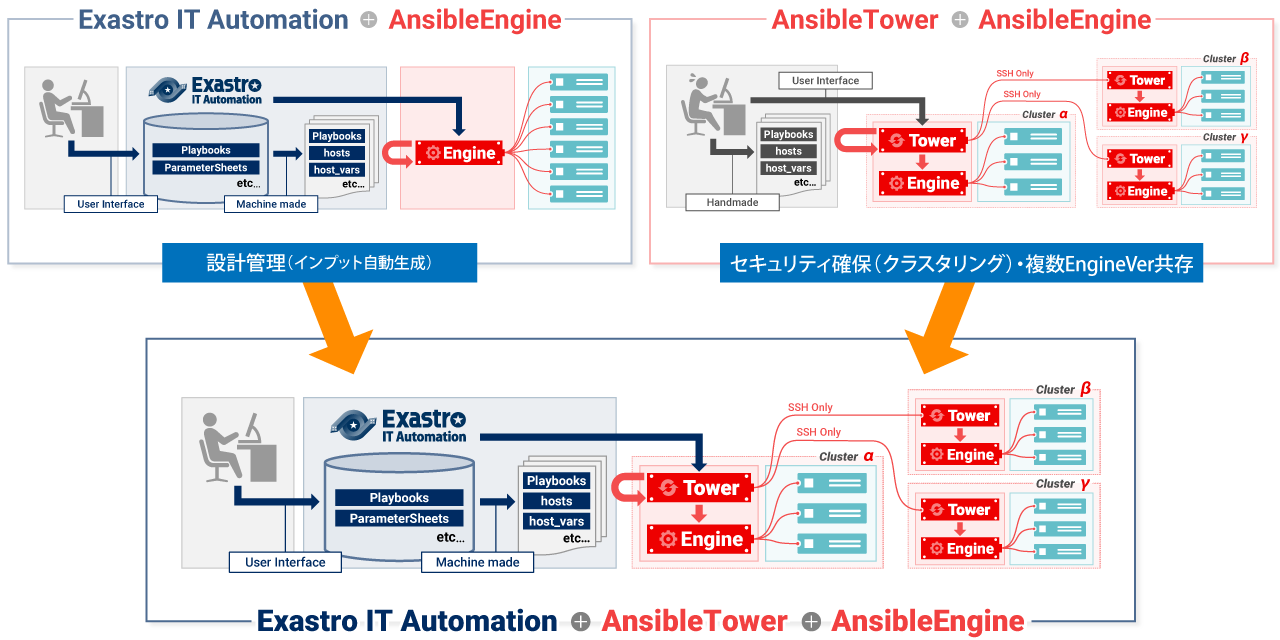 Exastro IT Automation + AnsibleEngine
Exastro
IT Automation
Playbooks
ParameterSheets
etc...
User Interface
Machine made
Playbooks
hosts
host_vars
etc...
Engine
AnsibleTower + AnsibleEngine
User Interface
Playbooks
hosts
host_vars
etc...
Handmade
SSH Only
SSH Only
Cluster α
Tower
Engine
Cluster β
Tower
Engine
Cluster γ
Tower
Engine
設計管理（インプット自動生成）
セキュリティ確保（クラスタリング）・複数EngineVer共存
Exastro
IT Automation
Playbooks
ParameterSheets
etc...
User Interface
Machine made
Playbooks
hosts
host_vars
etc...
SSH Only
SSH Only
Cluster α
Tower
Engine
Cluster β
Tower
Engine
Cluster γ
Tower
Engine
Exastro IT Automation + AnsibleTower + AnsibleEngine